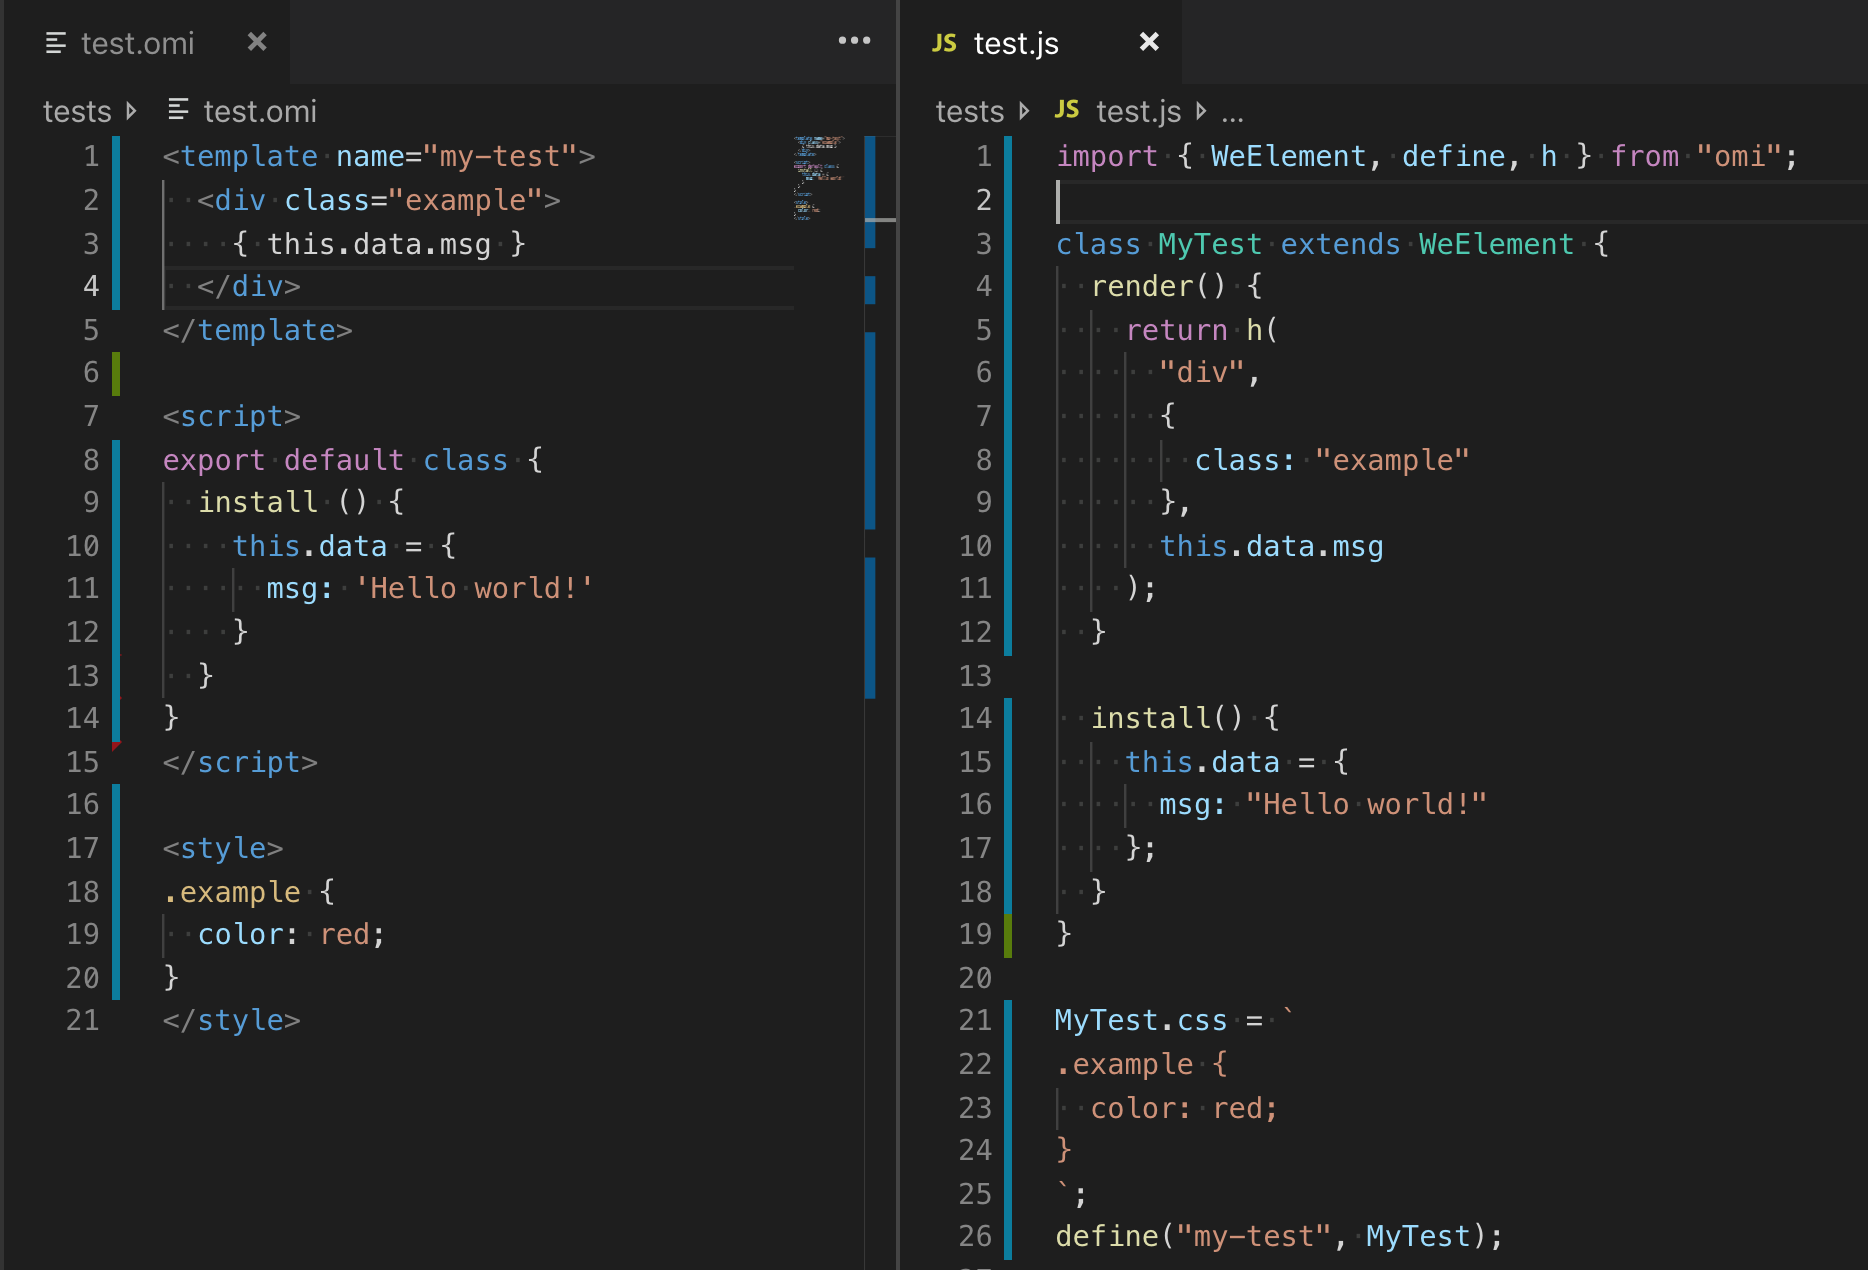 test.omi
tests test.omi
1 <template name="my-test">
2   <div class="example">
3     { this.data.msg }
4   </div>
5 </template>
6
7 <script>
8 export default class {
9   install () {
10     this.data = {
11       msg: 'Hello world!'
12     }
13   }
14 }
15 </script>
16
17 <style>
18 .example {
19   color: red;
20 }
21 </style>
JS test.js
tests JS test.js ...
1 import { WeElement, define, h } from "omi";
2
3 class MyTest extends WeElement {
4   render() {
5     return h(
6       "div",
7       {
8         class: "example"
9       },
10       this.data.msg
11     );
12   }
13
14   install() {
15     this.data = {
16       msg: "Hello world!"
17     };
18   }
19 }
20
21 MyTest.css = `
22 .example {
23   color: red;
24 }
25 `;
26 define("my-test", MyTest);